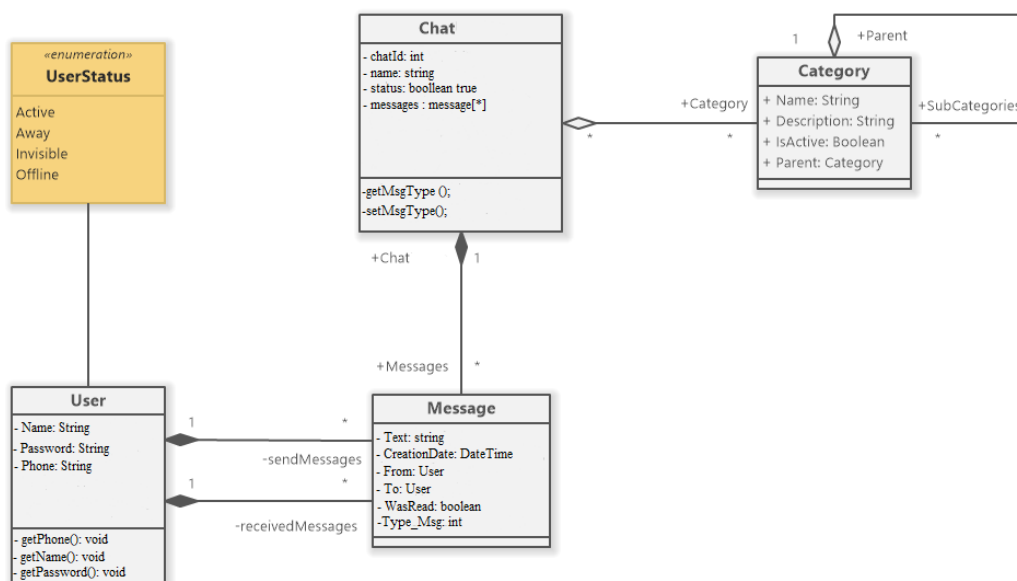 «enumeration»
UserStatus
Active
Away
Invisible
Offline
Chat
- chatId: int
- name: string
- status: boollean true
- messages : message[*]
-getMsgType ();
-setMsgType();
+Category
*
*
1
+Parent
Category
+ Name: String
+ Description: String
+ IsActive: Boolean
+ Parent: Category
+SubCategories
*
+Chat
1
+Messages
*
User
- Name: String
- Password: String
- Phone: String
- getPhone(): void
- getName(): void
- getPassword(): void
1
*
-sendMessages
1
*
-receivedMessages
Message
- Text: string
- CreationDate: DateTime
- From: User
- To: User
- WasRead: boolean
-Type_Msg: int